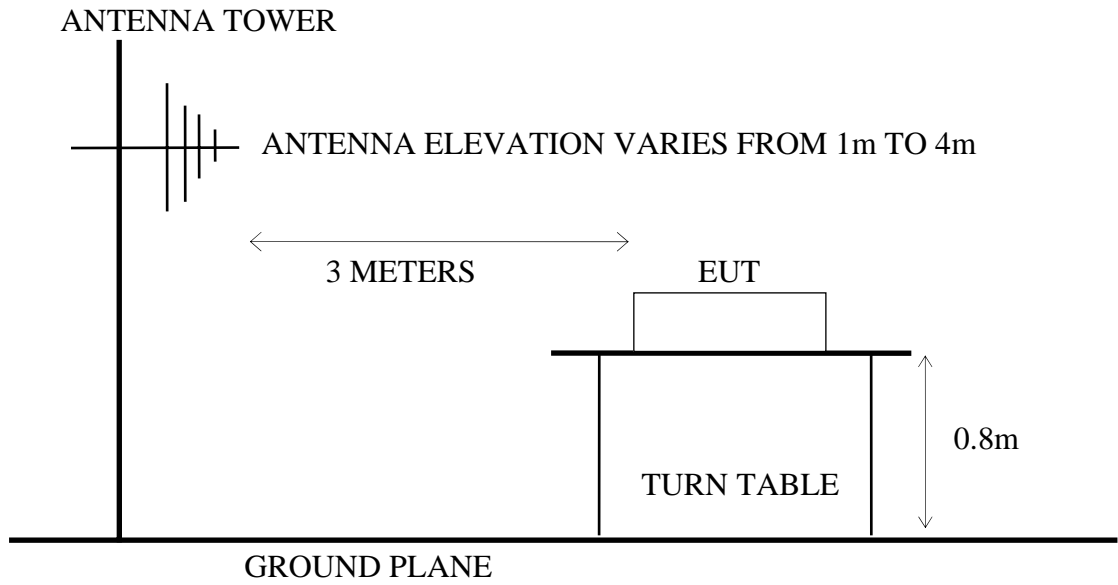 ANTENNA TOWER
ANTENNA ELEVATION VARIES FROM 1m TO 4m
3 METERS
EUT
0.8m
TURN TABLE
GROUND PLANE